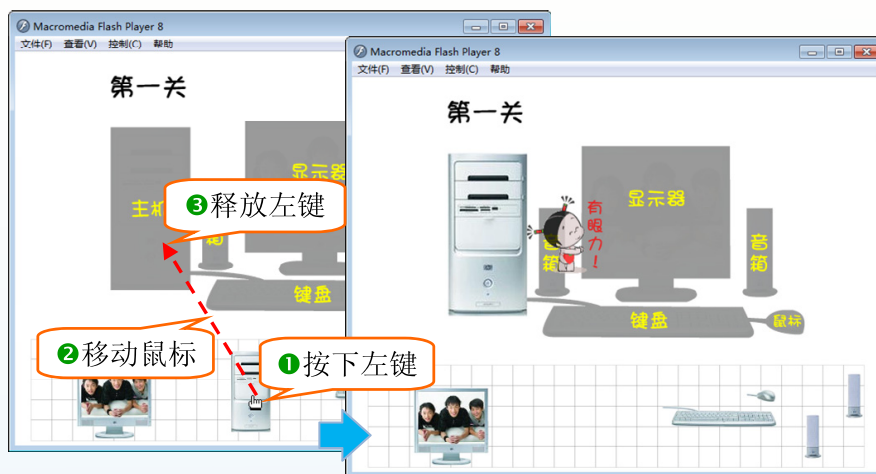 Macromedia Flash Player 8
文件(F) 查看(V) 控制(C) 帮助
第一关
显示器
主机
箱
键盘
❸释放左键
❷移动鼠标
❶按下左键
Macromedia Flash Player 8
文件(F) 查看(V) 控制(C) 帮助
第一关
显示器
有眼力!
音箱
音箱
键盘
鼠标